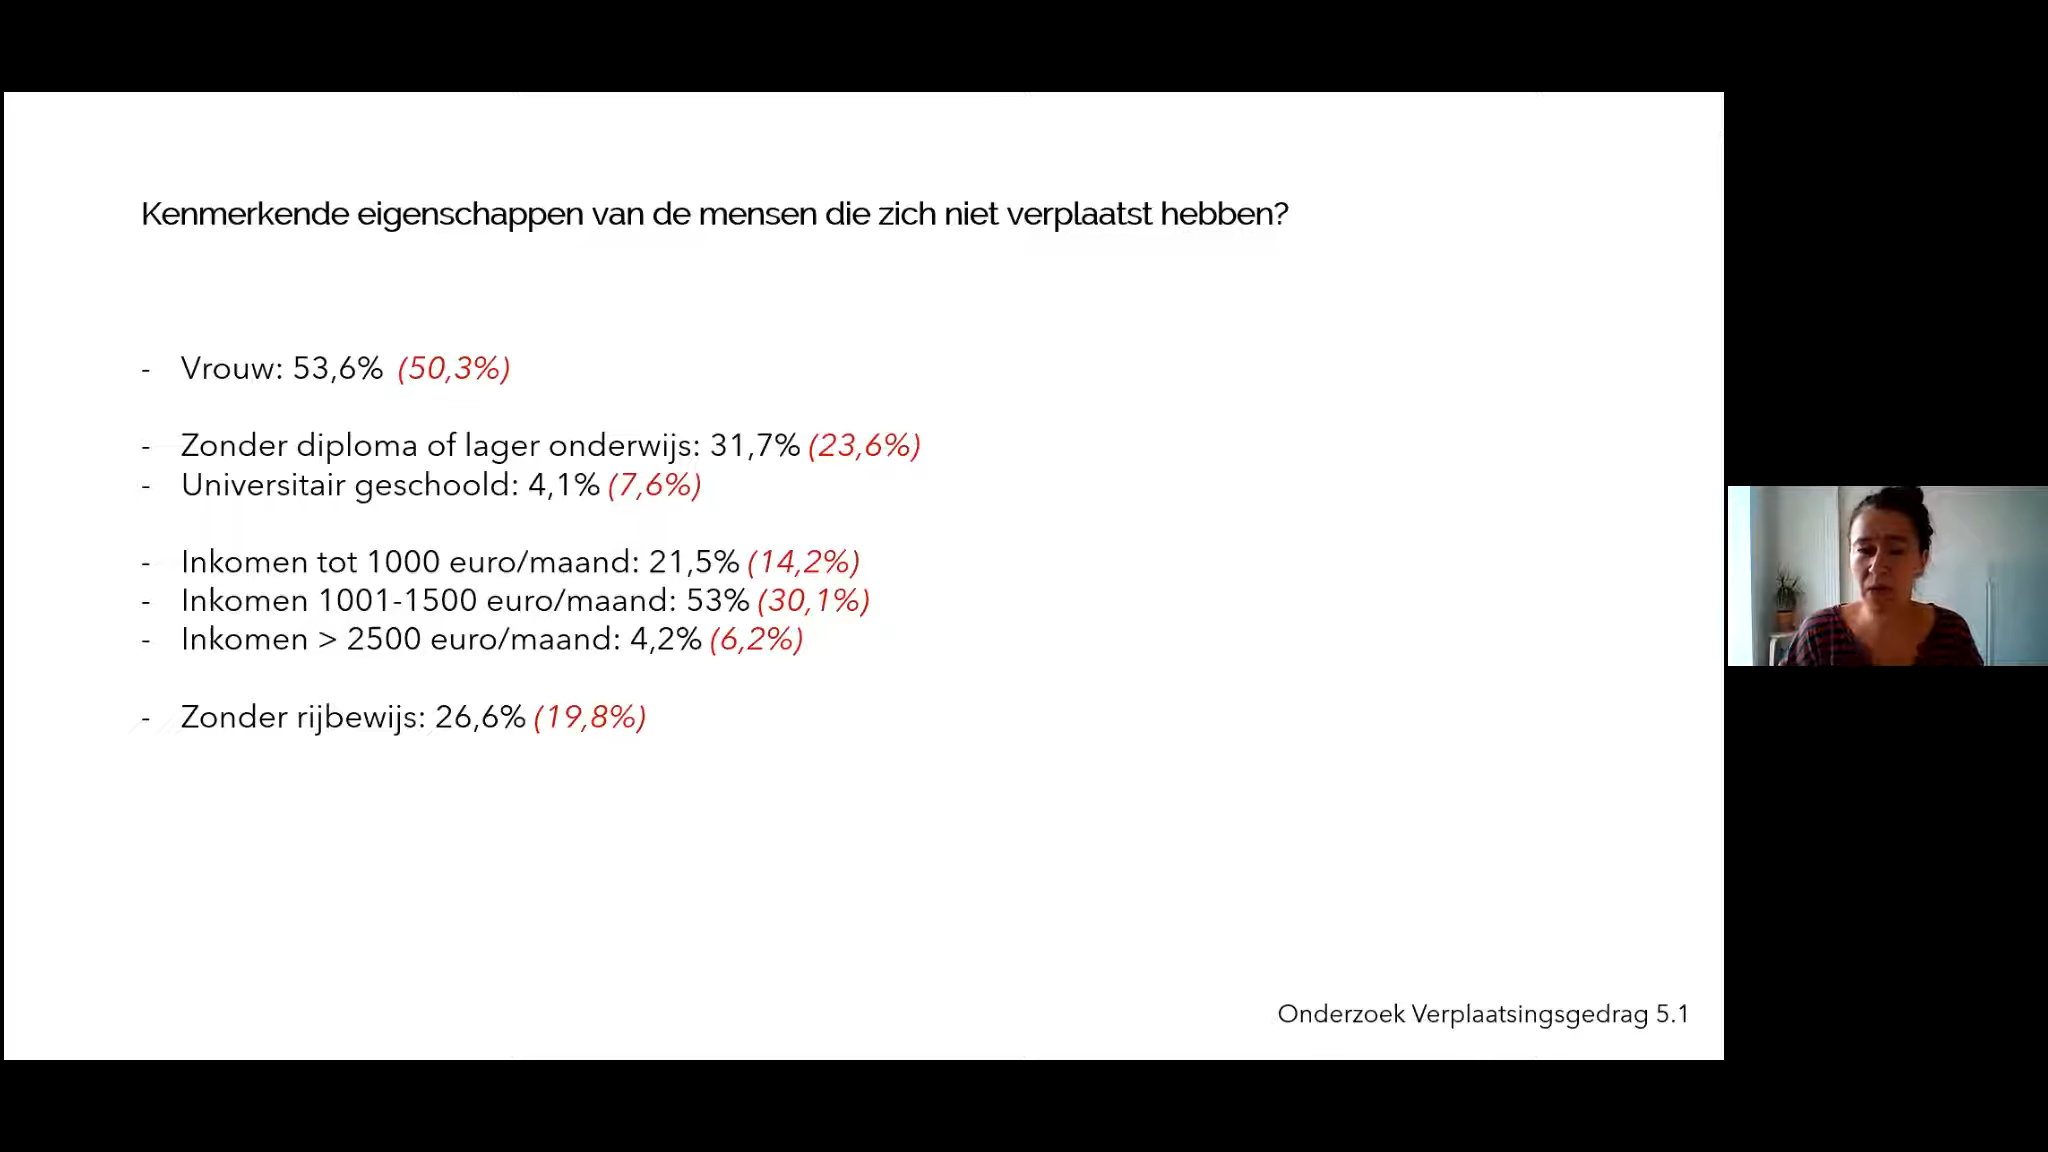 Kenmerkende eigenschappen van de mensen die zich niet verplaatst hebben?
- Vrouw: 53,6% (50,3%)
- Zonder diploma of lager onderwijs: 31,7% (23,6%)
- Universitair geschoold: 4,1% (7,6%)
- Inkomen tot 1000 euro/maand: 21,5% (14,2%)
- Inkomen 1001-1500 euro/maand: 53% (30,1%)
- Inkomen > 2500 euro/maand: 4,2% (6,2%)
- Zonder rijbewijs: 26,6% (19,8%)
Onderzoek Verplaatsingsgedrag 5.1